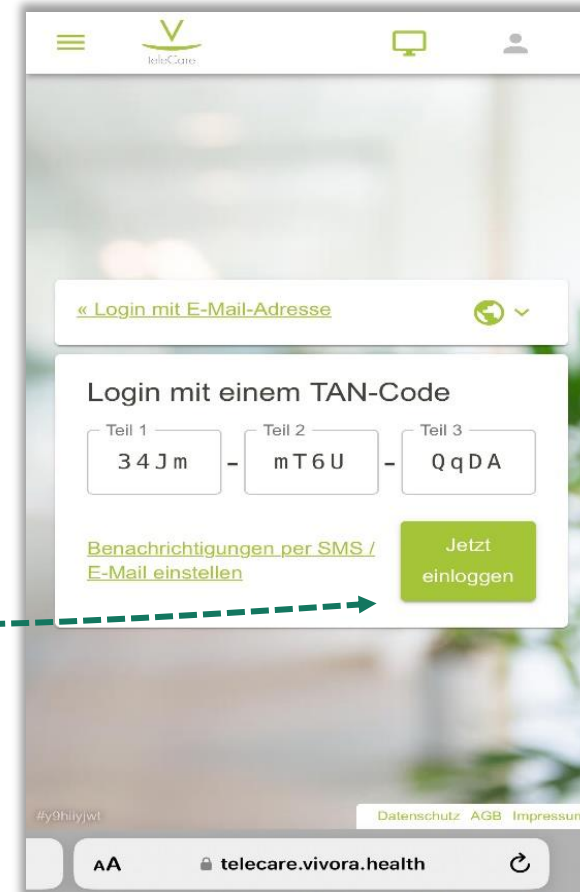 V
TeleCare
« Login mit E-Mail-Adresse
Login mit einem TAN-Code
Teil 1 Teil 2 Teil 3
34Jm - mT6U - QqDA
Benachrichtigungen per SMS /
E-Mail einstellen
Jetzt
einloggen
Datenschutz AGB Impressum
AA telecare.vivora.health